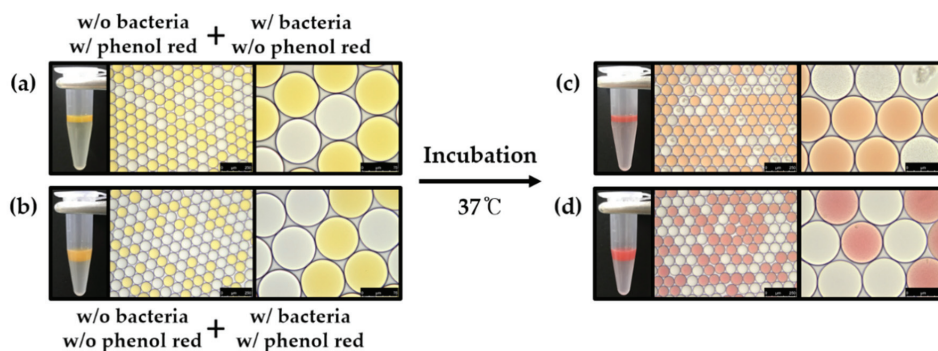 w/o bacteria
w/ phenol red
+
w/ bacteria
w/o phenol red
(a)
(c)
Incubation
37℃
(b)
(d)
w/o bacteria
w/o phenol red
+
w/ bacteria
w/ phenol red